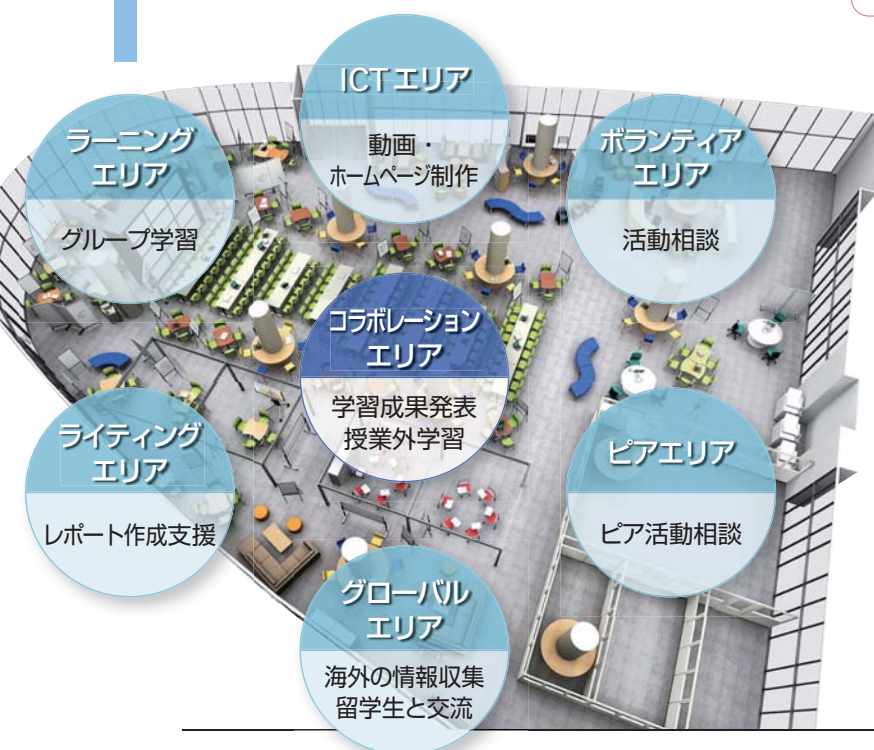 ICTエリア
動画・
ホームページ制作
ラーニング
エリア
グループ学習
ボランティア
エリア
活動相談
コラボレーション
エリア
学習成果発表
授業外学習
ライティング
エリア
レポート作成支援
ピアエリア
ピア活動相談
グローバル
エリア
海外の情報収集
留学生と交流